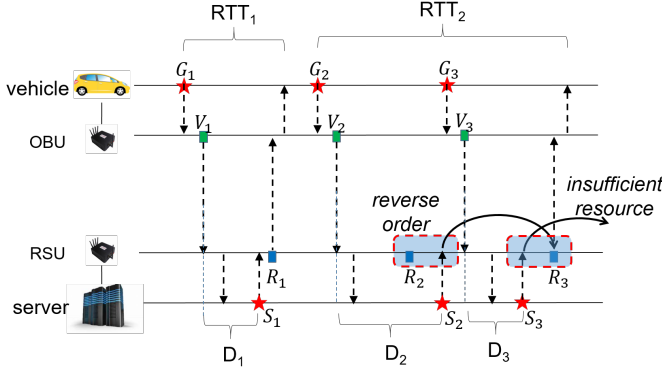 RTT₁ RTT₂
vehicle G₁ G₂ G₃
OBU V₁ V₂ V₃
reverse order
insufficient resource
RSU R₁ R₂ R₃
server S₁ S₂ S₃
D₁ D₂ D₃